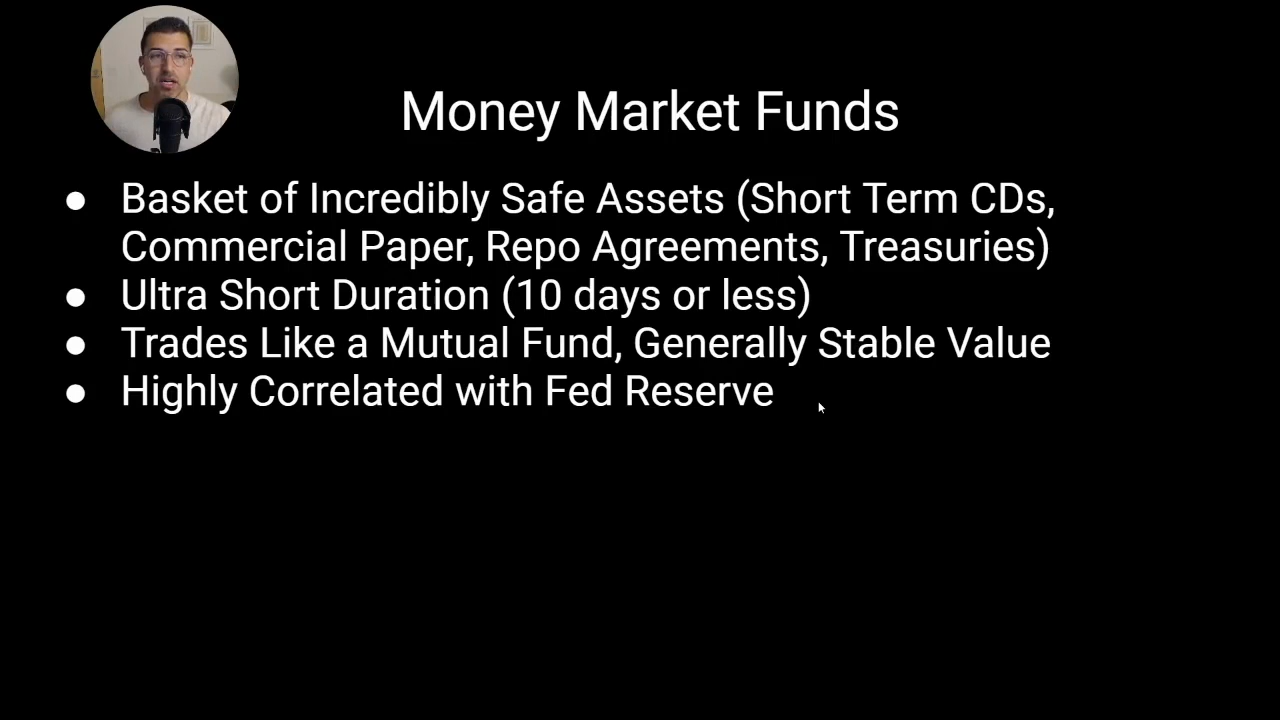 Money Market Funds
● Basket of Incredibly Safe Assets (Short Term CDs,
Commercial Paper, Repo Agreements, Treasuries)
● Ultra Short Duration (10 days or less)
● Trades Like a Mutual Fund, Generally Stable Value
● Highly Correlated with Fed Reserve